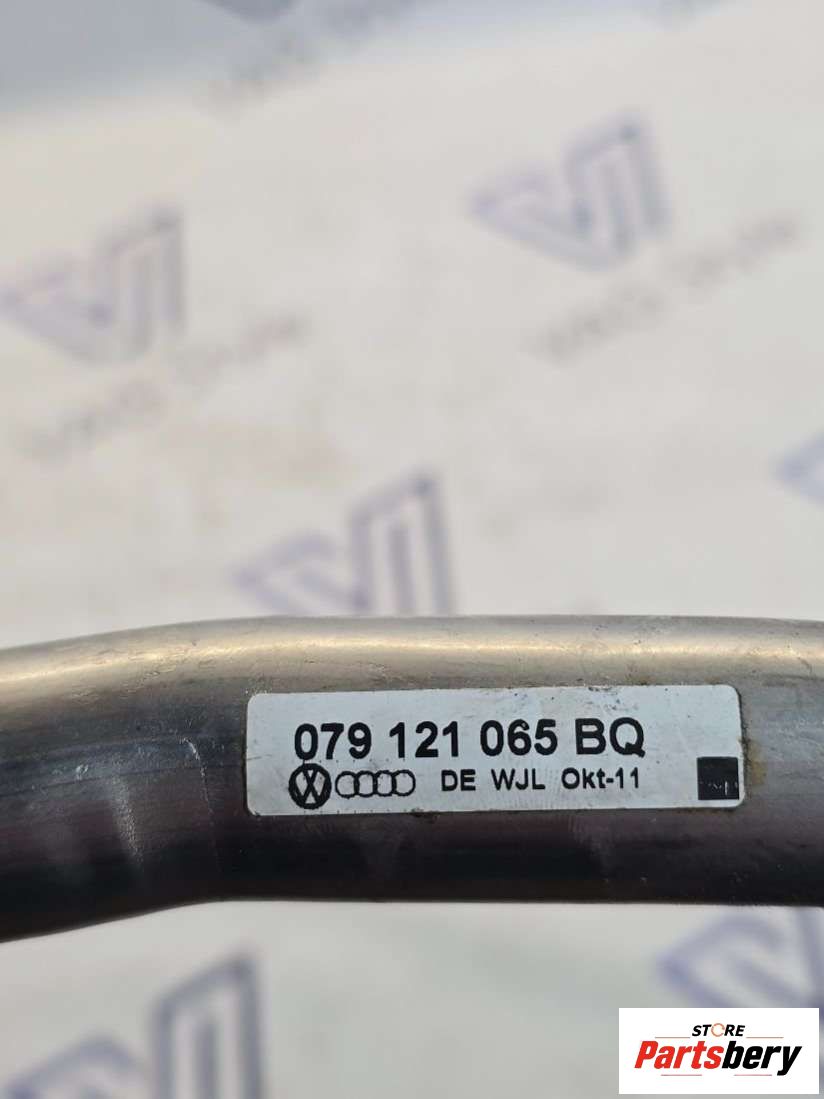 079 121 065 BQ
DE WJL Okt-11
STORE
Partsbery